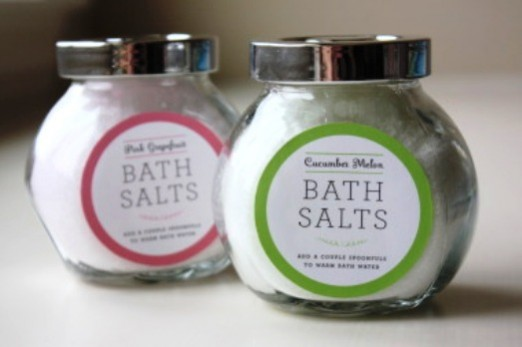 Pink Grapefruit
BATH
SALTS
ADD A COUPLE SPOONFULS
TO WARM BATH WATER
Cucumber Melon
BATH
SALTS
ADD A COUPLE SPOONFULS
TO WARM BATH WATER